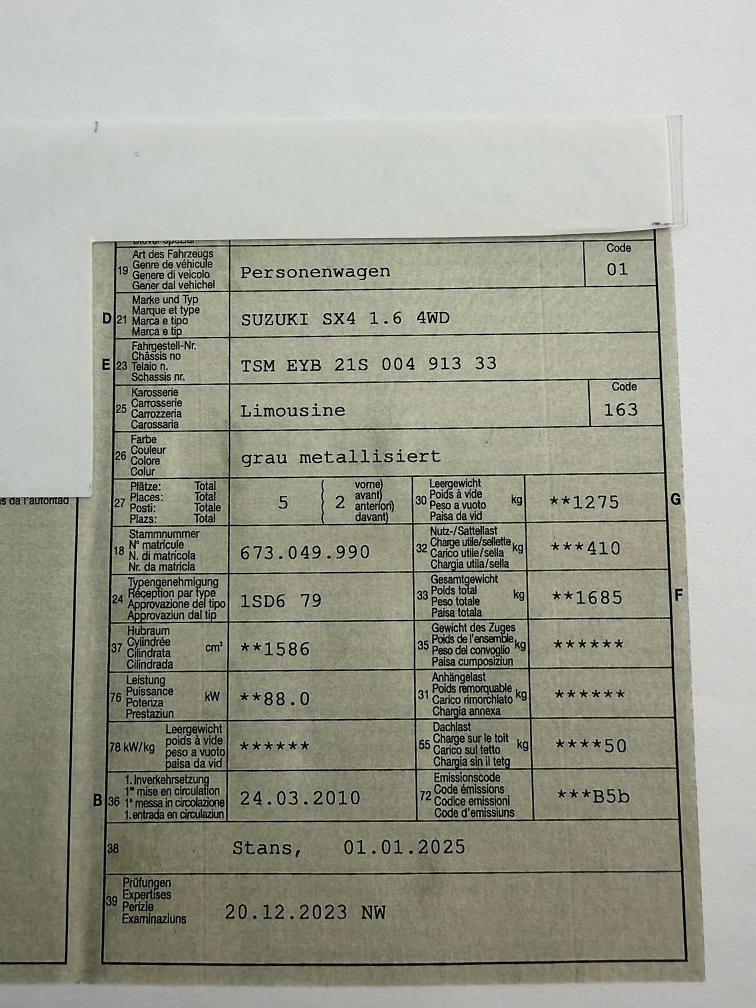 19 Art des Fahrzeugs
Genre de véhicule
Genere di veicolo
Gener dal vehichel
Personenwagen
Code
01
D 21 Marke und Typ
Marque et type
Marca e tipo
Marca e tip
SUZUKI SX4 1.6 4WD
E 23 Fahrgestell-Nr.
Châssis no
Telaio n.
Schassis nr.
TSM EYB 21S 004 913 33
25 Karosserie
Carrosserie
Carrozzeria
Carossaria
Limousine
Code
163
26 Farbe
Couleur
Colore
Colur
grau metallisiert
s da l'autoritad
27 Plätze: Total
Places: Total
Posti: Totale
Plazs: Total
5
2
vorne)
avant)
anteriori)
davant)
30 Leergewicht
Poids à vide
Peso a vuoto
Paisa da vid
kg
**1275
G
18 Stammnummer
N° matricule
N. di matricola
Nr. da matricla
673.049.990
32 Nutz-/Sattellast
Charge utile/sellette
Carico utile/sella
Chargia utila/sella
kg
***410
24 Typengenehmigung
Réception par type
Approvazione del tipo
Approvaziun dal tip
1SD6 79
33 Gesamtgewicht
Poids total
Peso totale
Paisa totala
kg
**1685
F
37 Hubraum
Cylindrée
Cilindrata
Cilindrada
cm³
**1586
35 Gewicht des Zuges
Poids de l'ensemble
Peso del convoglio
Paisa cumposiziun
kg
******
76 Leistung
Puissance
Potenza
Prestaziun
kW
**88.0
31 Anhängelast
Poids remorquable
Carico rimorchiato
Chargia annexa
kg
******
78 kW/kg
Leergewicht
poids à vide
peso a vuoto
paisa da vid
******
55 Dachlast
Charge sur le toit
Carico sul tetto
Chargia sin il tetg
kg
****50
B 36 1. Inverkehrsetzung
1re mise en circulation
1a messa in circolazione
1. entrada en circulaziun
24.03.2010
72 Emissionscode
Code émissions
Codice emissioni
Code d'emissiuns
***B5b
38
Stans, 01.01.2025
39 Prüfungen
Expertises
Perizie
Examinaziuns
20.12.2023 NW